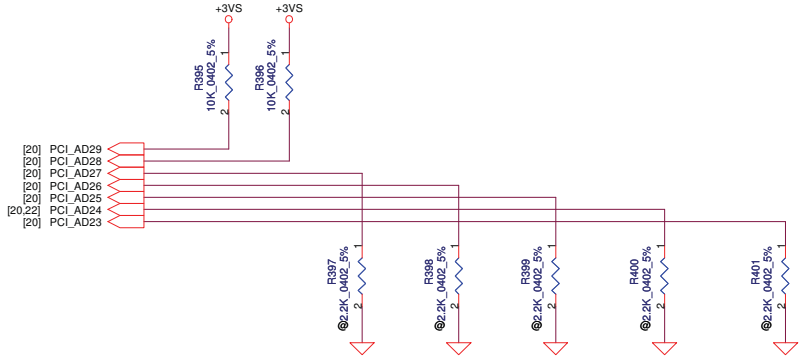 +3VS
+3VS
1
1
R395
10K_0402_5%
R396
10K_0402_5%
2
2
[20] PCI_AD29
[20] PCI_AD28
[20] PCI_AD27
[20] PCI_AD26
[20] PCI_AD25
[20,22] PCI_AD24
[20] PCI_AD23
1
1
1
1
1
R397
@2.2K_0402_5%
R398
@2.2K_0402_5%
R399
@2.2K_0402_5%
R400
@2.2K_0402_5%
R401
@2.2K_0402_5%
2
2
2
2
2